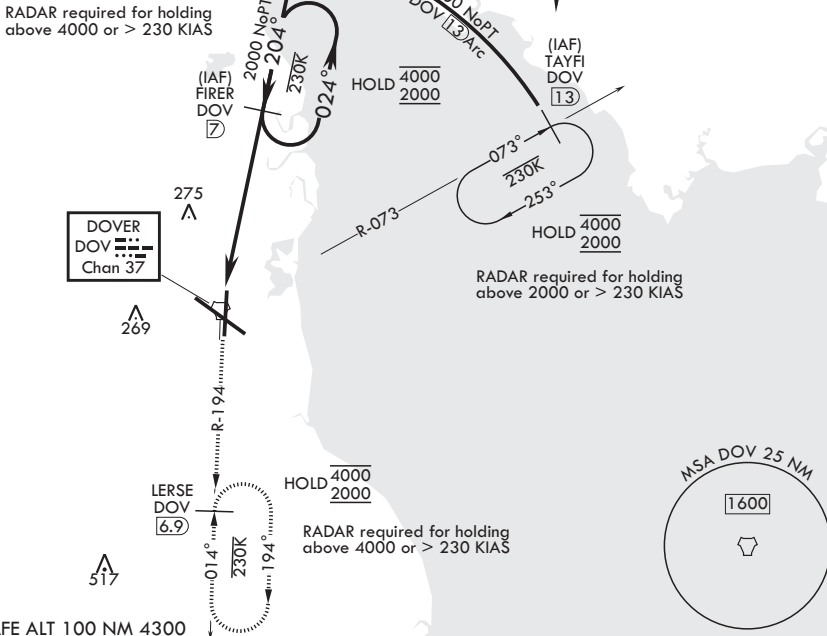 RADAR required for holding
above 4000 or > 230 KIAS
2000 NoPT
204°
230K
024°
(IAF)
FIRER
DOV
7
HOLD 4000
2000
NoPT
DOV 13 Arc
(IAF)
TAYFI
DOV
13
073°
230K
253°
R-073
HOLD 4000
2000
RADAR required for holding
above 2000 or > 230 KIAS
275
DOVER
DOV
Chan 37
269
R-194
LERSE
DOV
6.9
HOLD 4000
2000
RADAR required for holding
above 4000 or > 230 KIAS
014°
230K
194°
517
MSA DOV 25 NM
1600
FE ALT 100 NM 4300